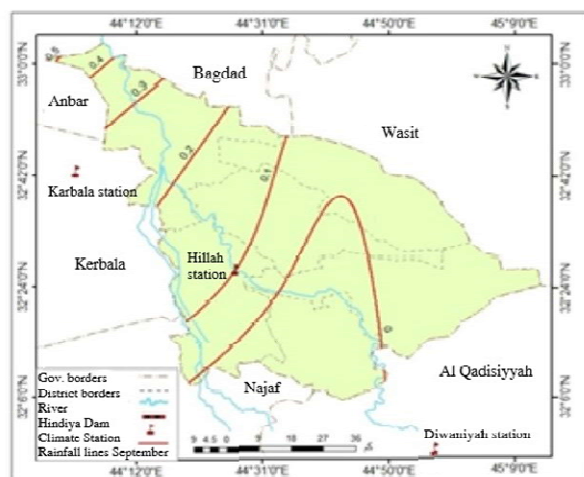 44°12'0"E 44°31'0"E 44°50'0"E 45°9'0"E
33°0'0"N
33°0'0"N
0.5
0.4
0.3
Bagdad
N
Anbar
Wasit
0.2
0.1
32°42'0"N
32°42'0"N
Karbala station
Kerbala
Hillah
station
32°24'0"N
32°24'0"N
0
Al Qadisiyyah
Najaf
Gov. borders
District borders
River
Hindiya Dam
Climate Station
Rainfall lines September
32°6'0"N
32°6'0"N
Diwaniyah station
9 4.5 0 9 18 27 36
44°12'0"E 44°31'0"E 44°50'0"E 45°9'0"E